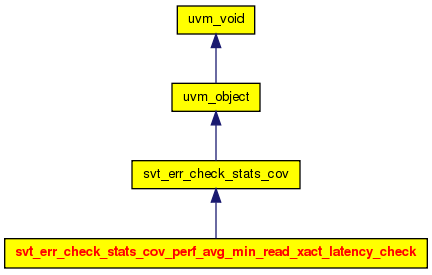 uvm_void
uvm_object
svt_err_check_stats_cov
svt_err_check_stats_cov_perf_avg_min_read_xact_latency_check